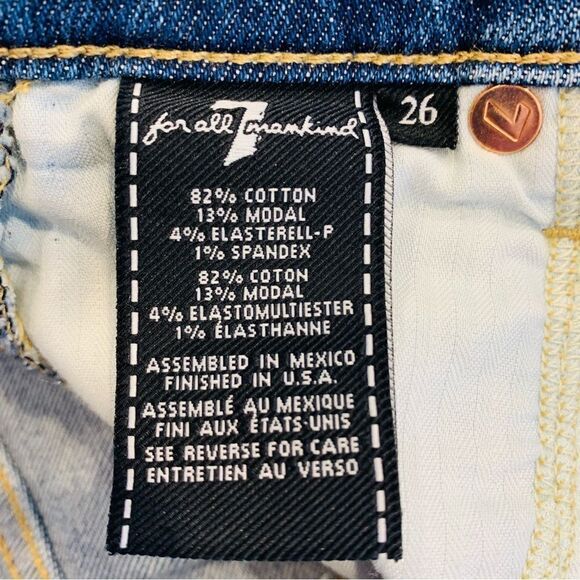 for all 7 mankind
26
82% COTTON
13% MODAL
4% ELASTERELL-P
1% SPANDEX
82% COTON
13% MODAL
4% ELASTOMULTIESTER
1% ÉLASTHANNE
ASSEMBLED IN MEXICO
FINISHED IN U.S.A.
ASSEMBLÉ AU MEXIQUE
FINI AUX ÉTATS-UNIS
SEE REVERSE FOR CARE
ENTRETIEN AU VERSO